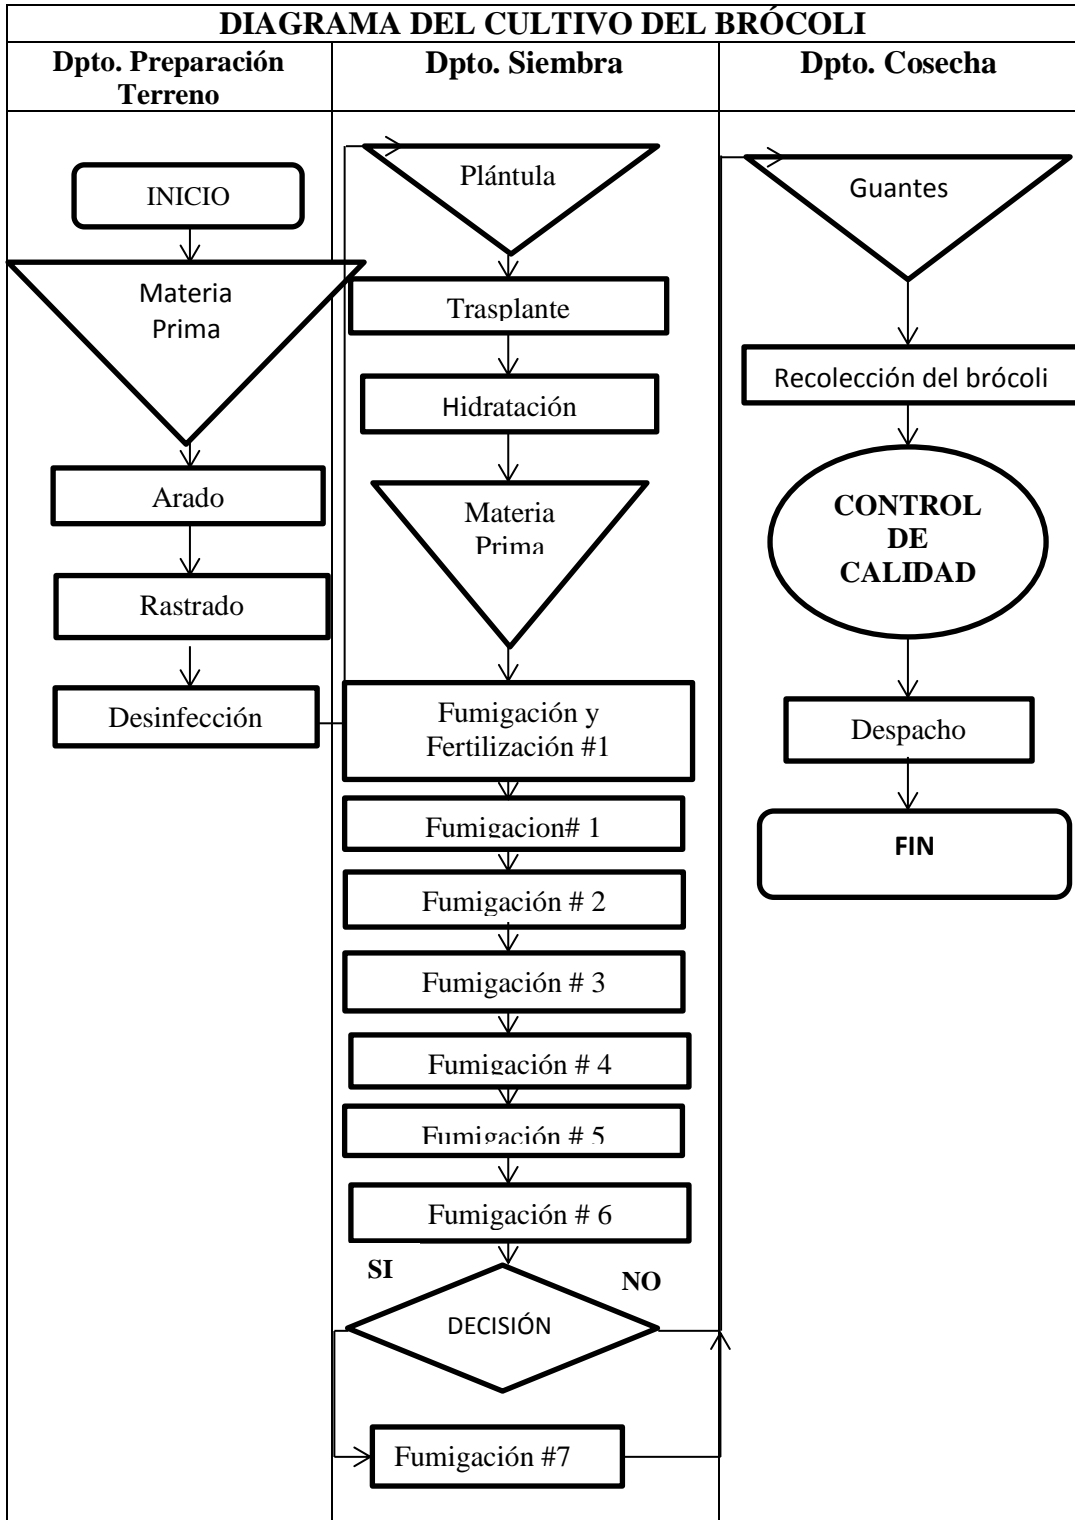 DIAGRAMA DEL CULTIVO DEL BRÓCOLI
Dpto. Preparación
Terreno
Dpto. Siembra
Dpto. Cosecha
INICIO
Materia
Prima
Arado
Rastrado
Desinfección
Plántula
Trasplante
Hidratación
Materia
Prima
Fumigación y
Fertilización #1
Fumigacion# 1
Fumigación # 2
Fumigación # 3
Fumigación # 4
Fumigación # 5
Fumigación # 6
SI
NO
DECISIÓN
Fumigación #7
Guantes
Recolección del brócoli
CONTROL
DE
CALIDAD
Despacho
FIN